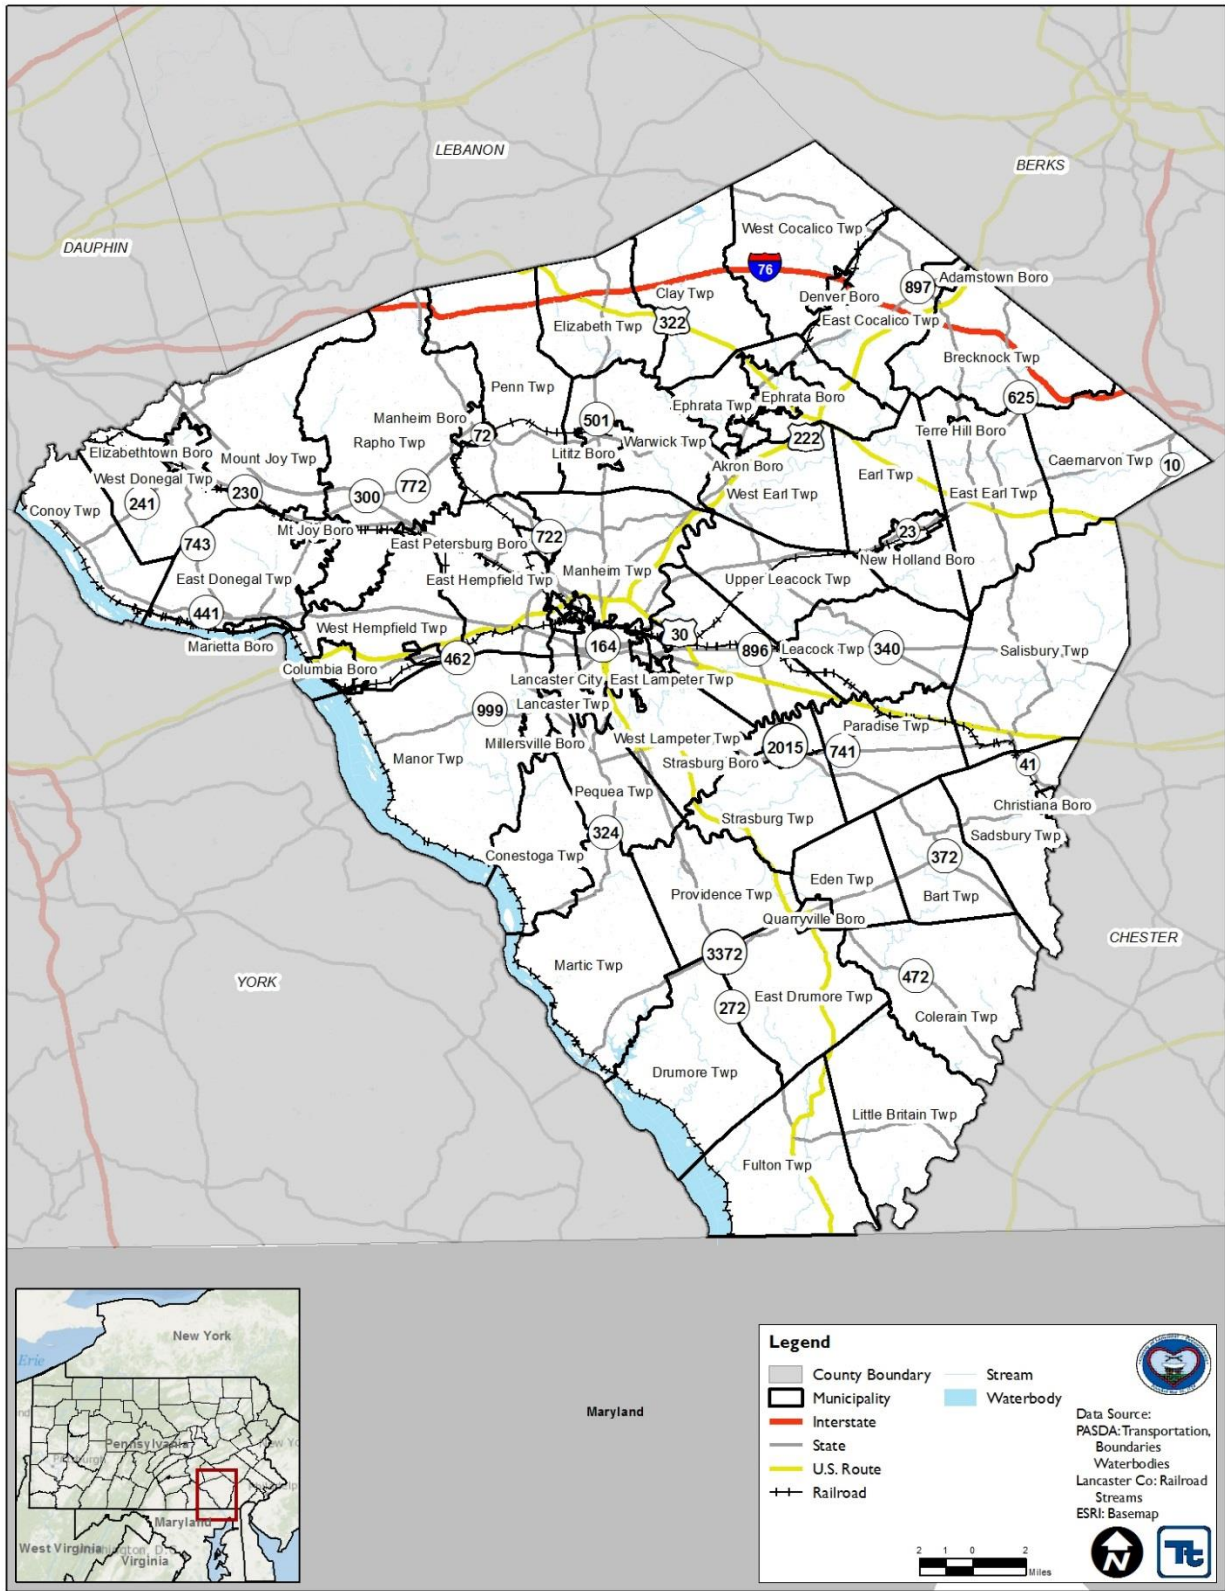 LEBANON
BERKS
DAUPHIN
West Cocalico Twp
76
Adamstown Boro
897
Denver Boro
Clay Twp
322
East Cocalico Twp
Elizabeth Twp
Brecknock Twp
Penn Twp
625
Ephrata Twp
Ephrata Boro
Manheim Boro
501
72
Rapho Twp
Warwick Twp
222
Terre Hill Boro
Elizabethtown Boro
Mount Joy Twp
Lititz Boro
Akron Boro
Caernarvon Twp
10
West Donegal Twp
Earl Twp
241
230
300
772
West Earl Twp
East Earl Twp
Conoy Twp
Mt Joy Boro
23
743
East Petersburg Boro
722
New Holland Boro
East Donegal Twp
East Hempfield Twp
Manheim Twp
Upper Leacock Twp
441
West Hempfield Twp
30
Marietta Boro
462
164
896
Leacock Twp
340
Salisbury Twp
Columbia Boro
Lancaster City
East Lampeter Twp
999
Lancaster Twp
Paradise Twp
Millersville Boro
West Lampeter Twp
2015
741
Manor Twp
Strasburg Boro
41
Pequea Twp
Christiana Boro
324
Strasburg Twp
Sadsbury Twp
Conestoga Twp
372
Eden Twp
Providence Twp
Bart Twp
Quarryville Boro
CHESTER
3372
Martic Twp
YORK
472
272
East Drumore Twp
Colerain Twp
Drumore Twp
Little Britain Twp
Fulton Twp
New York
Erie
Pennsylvania
Pittsburgh
Maryland
West Virginia
Virginia
Maryland
Legend
County Boundary
Municipality
Interstate
State
U.S. Route
Railroad
Stream
Waterbody
Data Source:
PASDA: Transportation,
Boundaries
Waterbodies
Lancaster Co: Railroad
Streams
ESRI: Basemap
2 1 0 2
Miles
N
Tt